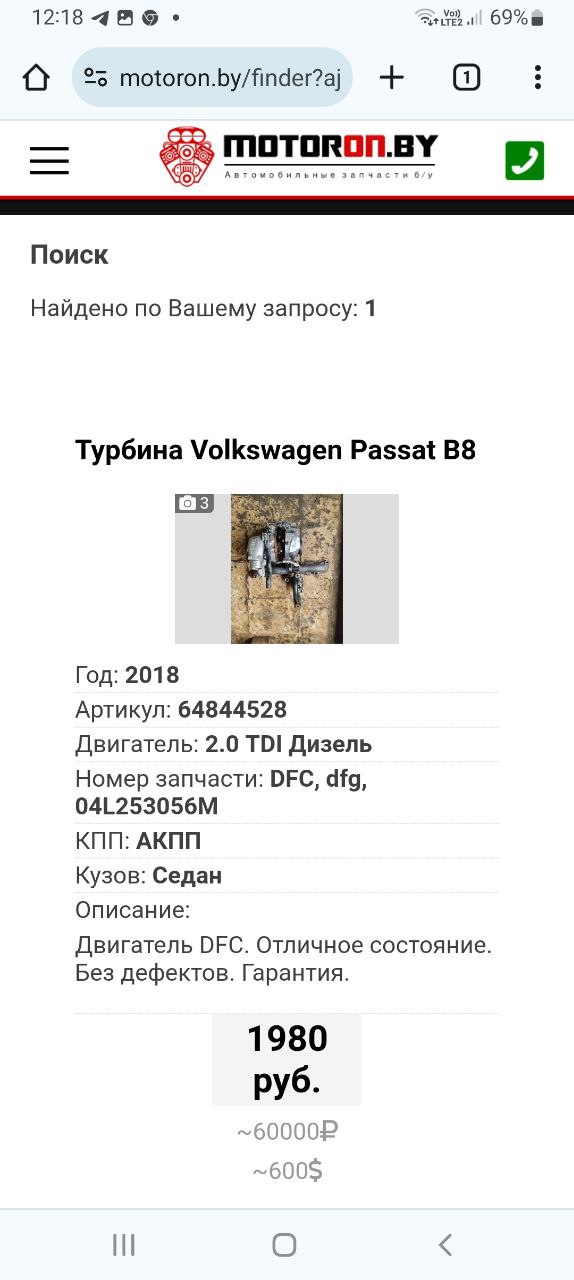 12:18
Vo)) LTE2 69%
motoron.by/finder?aj
1
MOTORON.BY
Автомобильные запчасти б/у
Поиск
Найдено по Вашему запросу: 1
Турбина Volkswagen Passat B8
3
Год: 2018
Артикул: 64844528
Двигатель: 2.0 TDI Дизель
Номер запчасти: DFC, dfg,
04L253056M
КПП: АКПП
Кузов: Седан
Описание:
Двигатель DFC. Отличное состояние.
Без дефектов. Гарантия.
1980
руб.
~60000₽
~600$